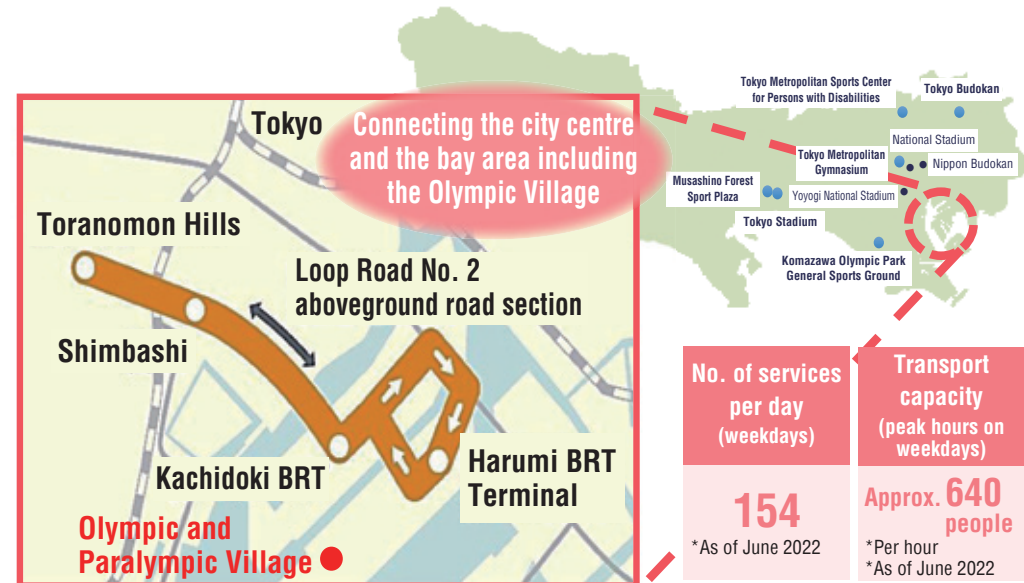 Tokyo
Connecting the city centre
and the bay area including
the Olympic Village
Toranomon Hills
Loop Road No. 2
aboveground road section
Shimbashi
Kachidoki BRT
Harumi BRT
Terminal
Olympic and
Paralympic Village
Tokyo Metropolitan Sports Center
for Persons with Disabilities
Tokyo Budokan
National Stadium
Tokyo Metropolitan
Gymnasium
Nippon Budokan
Musashino Forest
Sport Plaza
Yoyogi National Stadium
Tokyo Stadium
Komazawa Olympic Park
General Sports Ground
No. of services
per day
(weekdays)
154
*As of June 2022
Transport
capacity
(peak hours on
weekdays)
Approx. 640
people
*Per hour
*As of June 2022